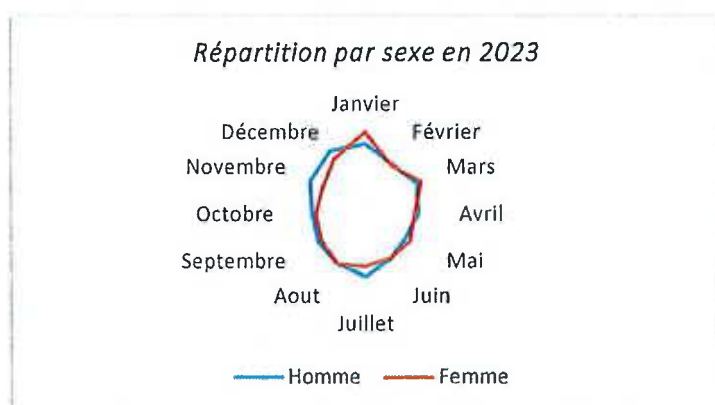 Répartition par sexe en 2023
Janvier
Décembre
Février
Novembre
Mars
Octobre
Avril
Septembre
Mai
Aout
Juin
Juillet
Homme
Femme